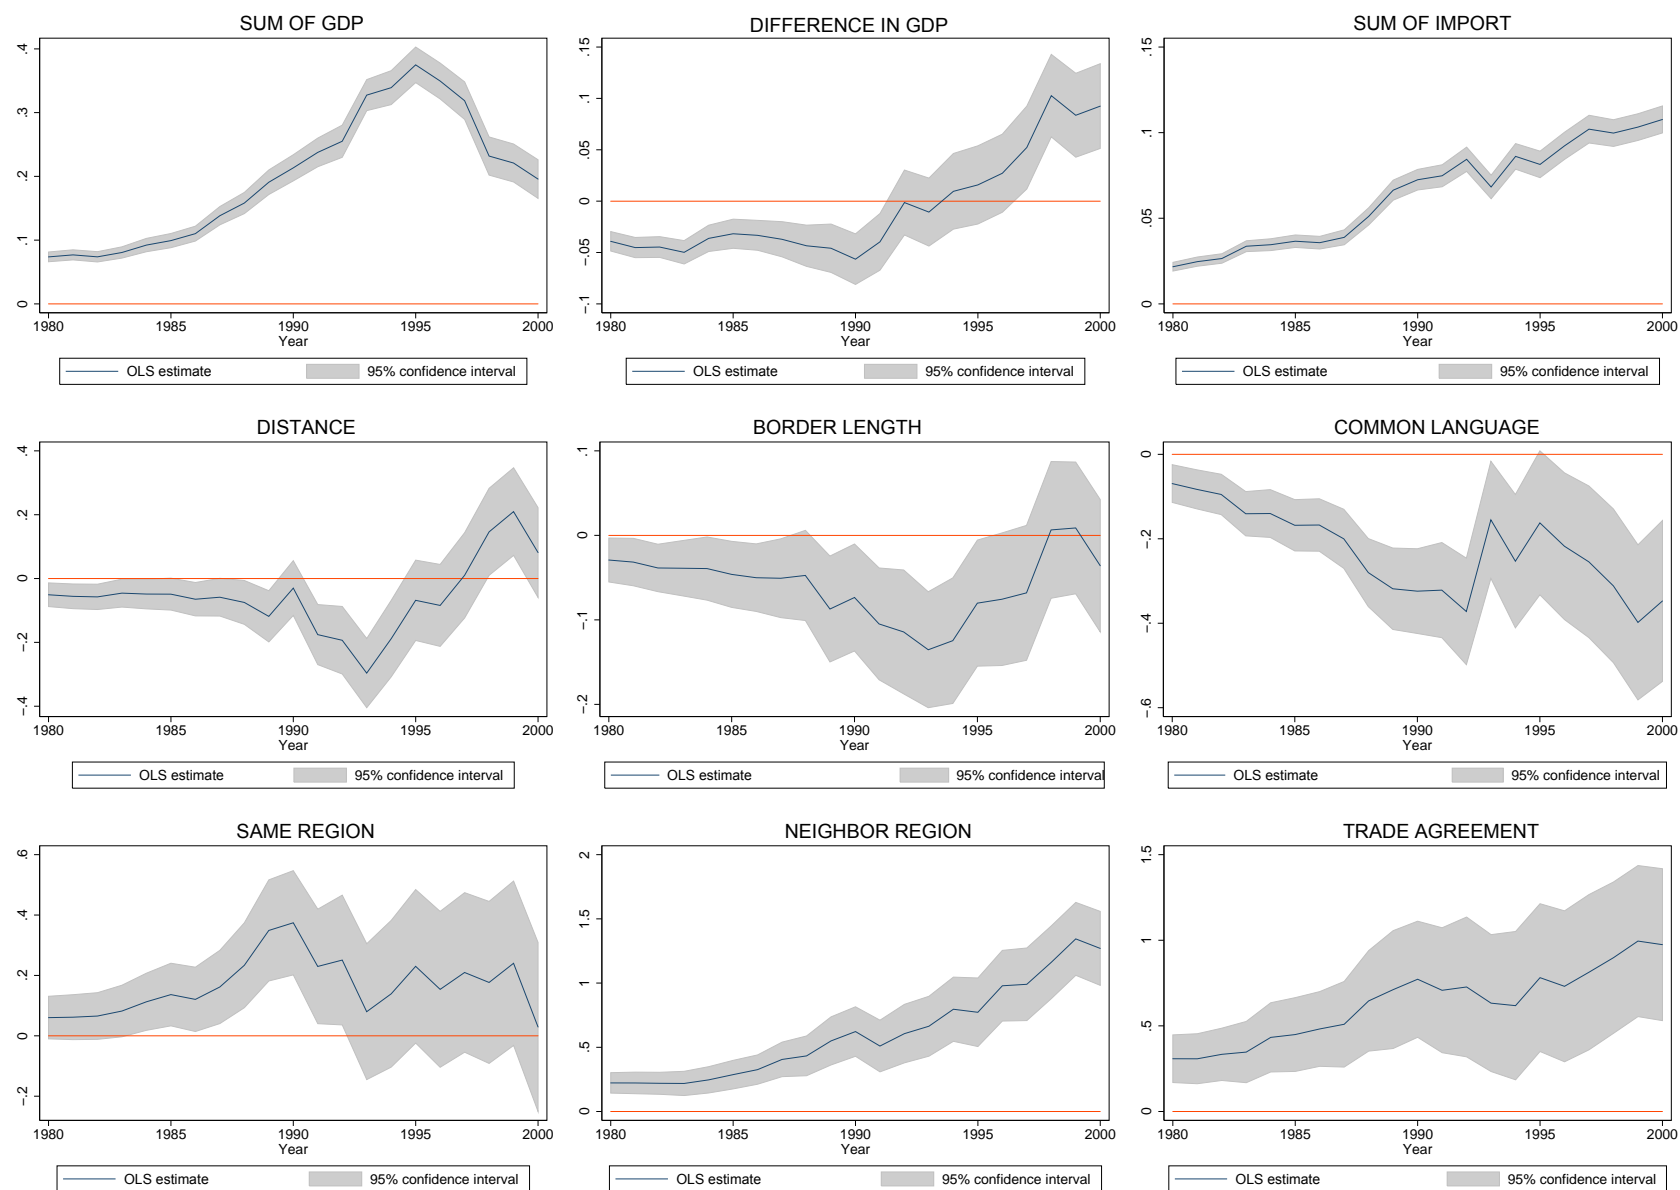 SUM OF GDP
.4
.3
.2
.1
0
1980 1985 1990 1995 2000
Year
OLS estimate 95% confidence interval
DIFFERENCE IN GDP
.15
.1
.05
0
-.05
-.1
1980 1985 1990 1995 2000
Year
OLS estimate 95% confidence interval
SUM OF IMPORT
.15
.1
.05
0
1980 1985 1990 1995 2000
Year
OLS estimate 95% confidence interval
DISTANCE
.4
.2
0
-.2
-.4
1980 1985 1990 1995 2000
Year
OLS estimate 95% confidence interval
BORDER LENGTH
.1
0
-.1
-.2
1980 1985 1990 1995 2000
Year
OLS estimate 95% confidence interval
COMMON LANGUAGE
0
-.2
-.4
-.6
1980 1985 1990 1995 2000
Year
OLS estimate 95% confidence interval
SAME REGION
.6
.4
.2
0
-.2
1980 1985 1990 1995 2000
Year
OLS estimate 95% confidence interval
NEIGHBOR REGION
2
1.5
1
.5
0
1980 1985 1990 1995 2000
Year
OLS estimate 95% confidence interval
TRADE AGREEMENT
1.5
1
.5
0
1980 1985 1990 1995 2000
Year
OLS estimate 95% confidence interval